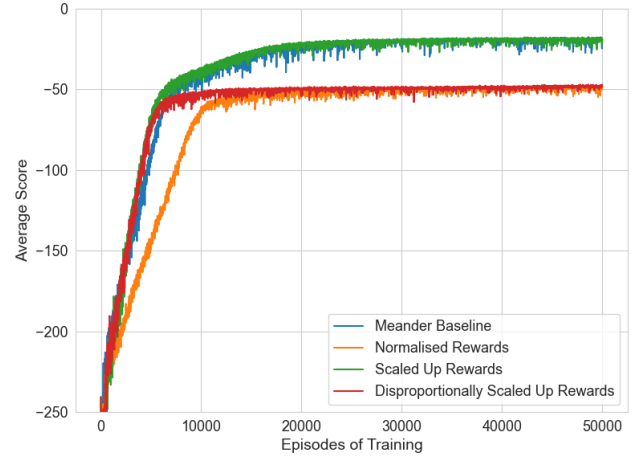 0
−50
−100
−150
−200
−250
Average Score
0
10000
20000
30000
40000
50000
Episodes of Training
Meander Baseline
Normalised Rewards
Scaled Up Rewards
Disproportionally Scaled Up Rewards